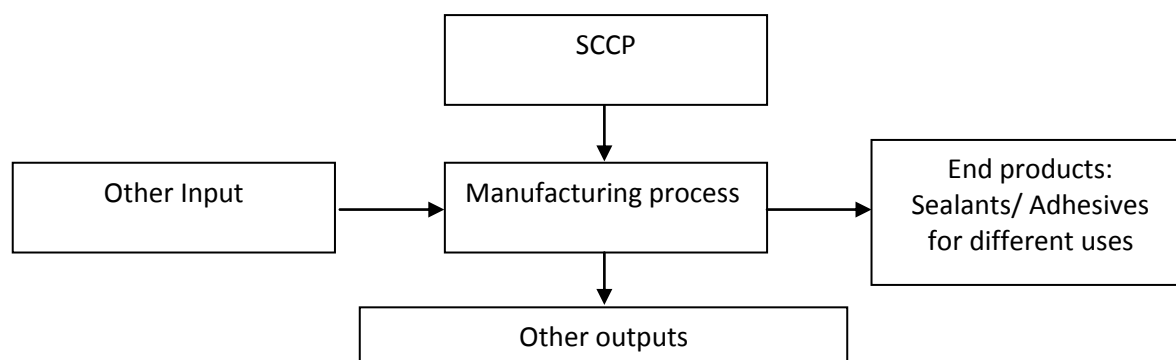 SCCP
Other Input
Manufacturing process
End products:
Sealants/ Adhesives
for different uses
Other outputs